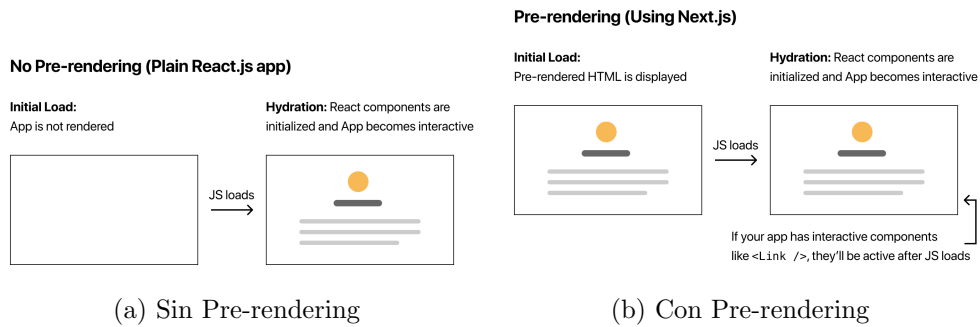 No Pre-rendering (Plain React.js app)
Initial Load:
App is not rendered
Hydration: React components are
initialized and App becomes interactive
JS loads
(a) Sin Pre-rendering
Pre-rendering (Using Next.js)
Initial Load:
Pre-rendered HTML is displayed
Hydration: React components are
initialized and App becomes interactive
JS loads
If your app has interactive components
like <Link />, they'll be active after JS loads
(b) Con Pre-rendering